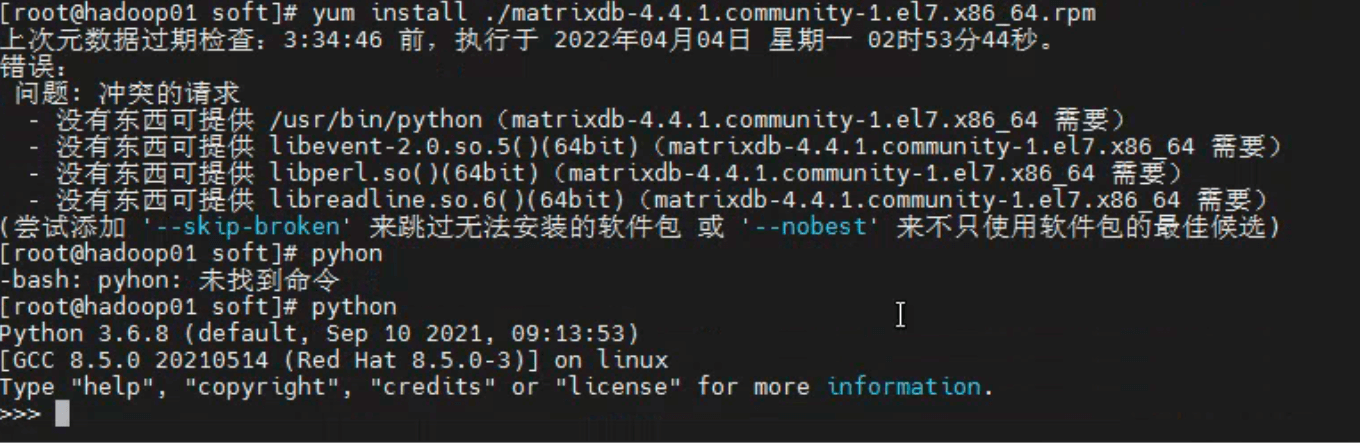 [root@hadoop01 soft]# yum install ./matrixdb-4.4.1.community-1.el7.x86_64.rpm
上次元数据过期检查：3:34:46 前，执行于 2022年04月04日 星期一 02时53分44秒。
错误：
 问题: 冲突的请求
  - 没有东西可提供 /usr/bin/python（matrixdb-4.4.1.community-1.el7.x86_64 需要）
  - 没有东西可提供 libevent-2.0.so.5()(64bit)（matrixdb-4.4.1.community-1.el7.x86_64 需要）
  - 没有东西可提供 libperl.so()(64bit)（matrixdb-4.4.1.community-1.el7.x86_64 需要）
  - 没有东西可提供 libreadline.so.6()(64bit)（matrixdb-4.4.1.community-1.el7.x86_64 需要）
(尝试添加 '--skip-broken' 来跳过无法安装的软件包 或 '--nobest' 来不只使用软件包的最佳候选)
[root@hadoop01 soft]# pyhon
-bash: pyhon: 未找到命令
[root@hadoop01 soft]# python
Python 3.6.8 (default, Sep 10 2021, 09:13:53)
[GCC 8.5.0 20210514 (Red Hat 8.5.0-3)] on linux
Type "help", "copyright", "credits" or "license" for more information.
>>>